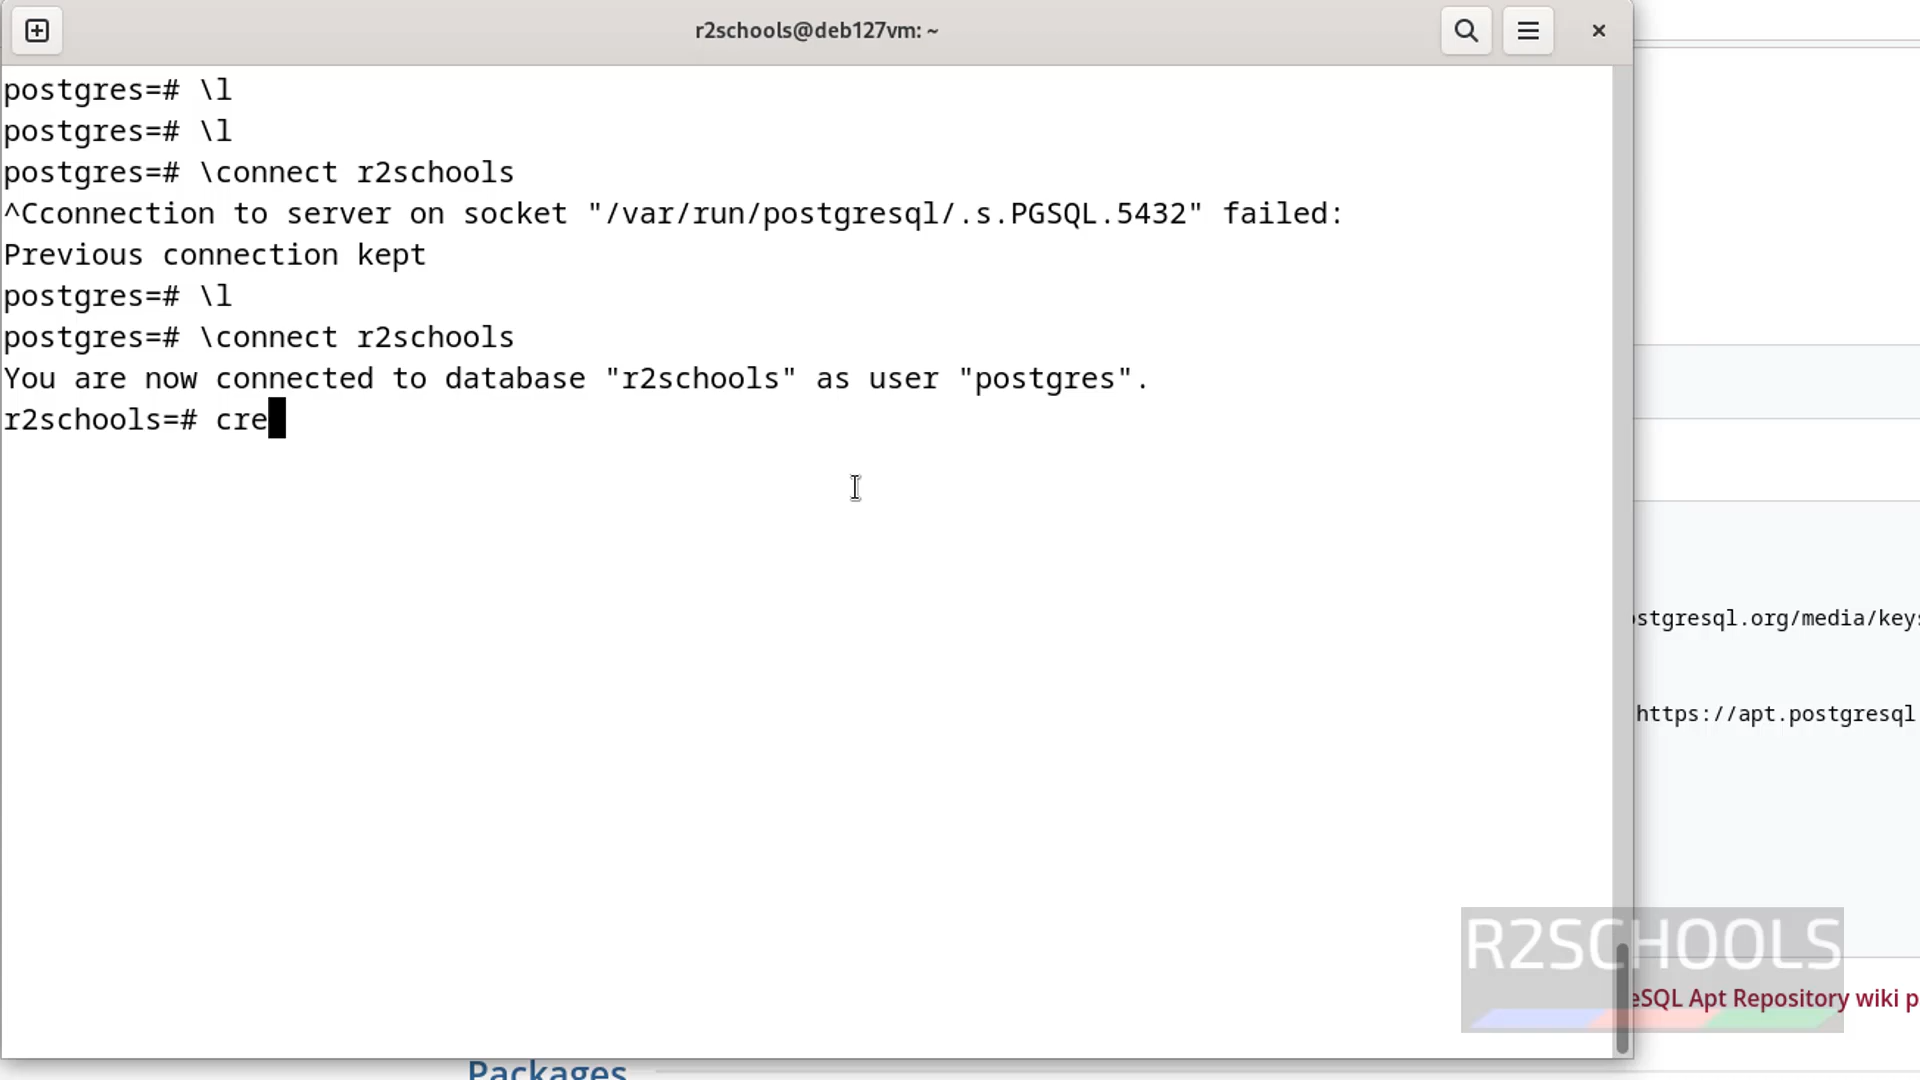 r2schools@deb127vm: ~
postgres=# \l
postgres=# \l
postgres=# \connect r2schools
^Cconnection to server on socket "/var/run/postgresql/.s.PGSQL.5432" failed:
Previous connection kept
postgres=# \l
postgres=# \connect r2schools
You are now connected to database "r2schools" as user "postgres".
r2schools=# cre
ostgresql.org/media/keys
https://apt.postgresql
R2SCHOOLS
eSQL Apt Repository wiki p
Packages